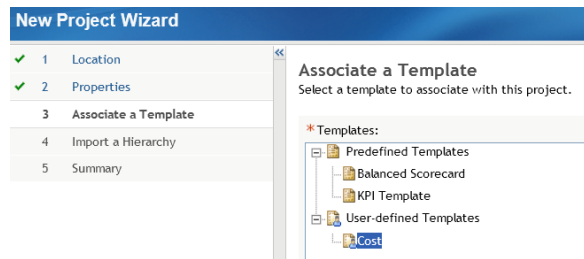 New Project Wizard
1 Location
2 Properties
3 Associate a Template
4 Import a Hierarchy
5 Summary
Associate a Template
Select a template to associate with this project.
*Templates:
Predefined Templates
Balanced Scorecard
KPI Template
User-defined Templates
Cost